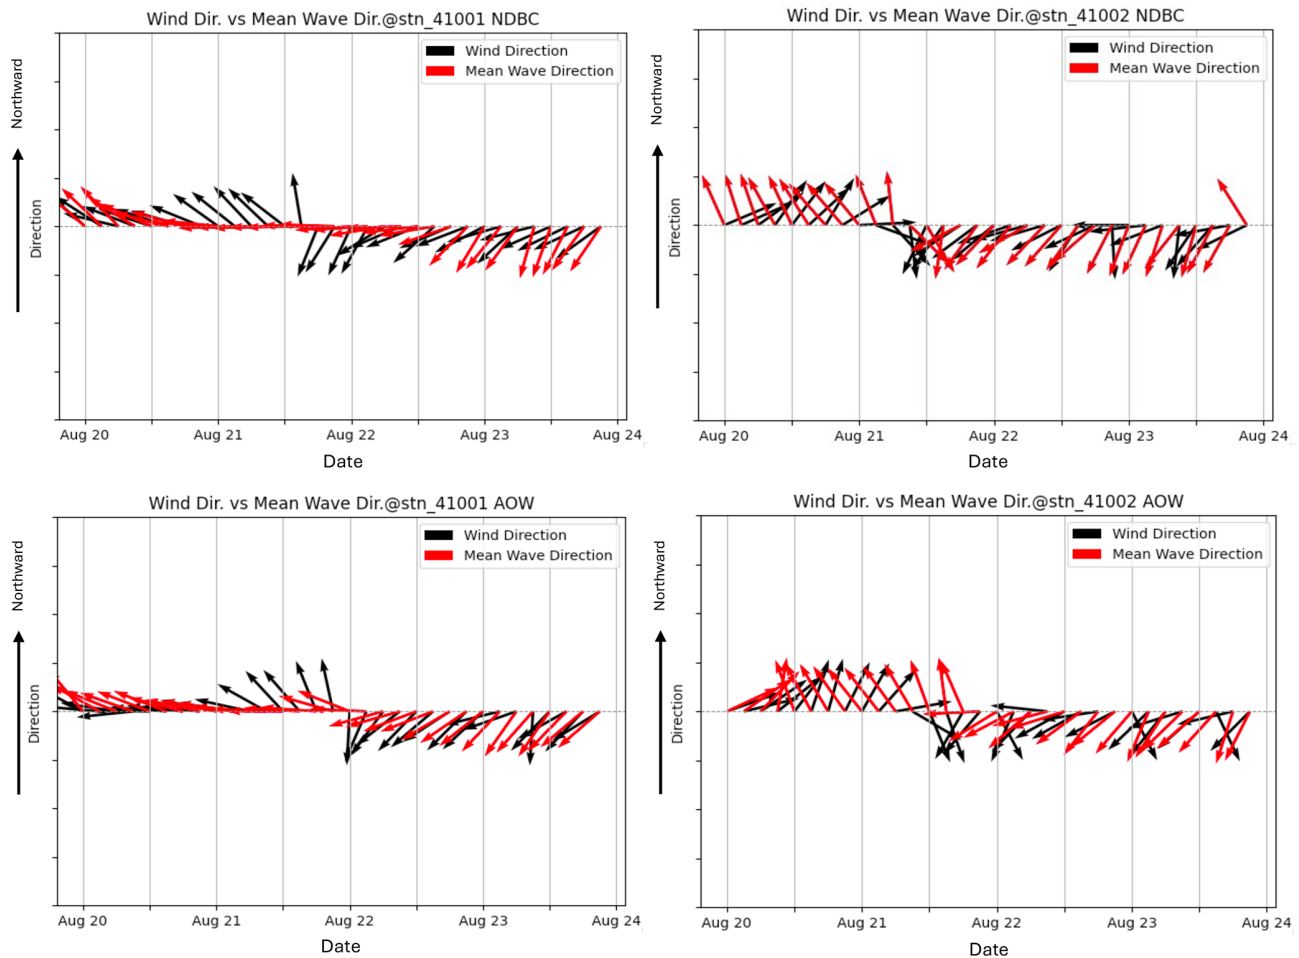 Wind Dir. vs Mean Wave Dir.@stn_41001 NDBC
Wind Direction
Mean Wave Direction
Northward
Direction
Aug 20 Aug 21 Aug 22 Aug 23 Aug 24
Date
Wind Dir. vs Mean Wave Dir.@stn_41002 NDBC
Wind Direction
Mean Wave Direction
Northward
Direction
Aug 20 Aug 21 Aug 22 Aug 23 Aug 24
Date
Wind Dir. vs Mean Wave Dir.@stn_41001 AOW
Wind Direction
Mean Wave Direction
Northward
Direction
Aug 20 Aug 21 Aug 22 Aug 23 Aug 24
Date
Wind Dir. vs Mean Wave Dir.@stn_41002 AOW
Wind Direction
Mean Wave Direction
Northward
Direction
Aug 20 Aug 21 Aug 22 Aug 23 Aug 24
Date